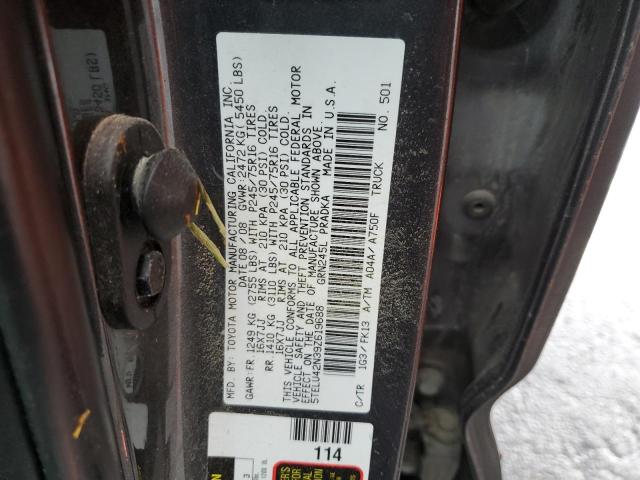 MFD. BY: TOYOTA MOTOR MANUFACTURING CALIFORNIA INC
DATE 08/08 GVWR: 2472 KG( 5450 LBS)
GAWR: FR. 1249 KG (2755 LBS) WITH P245/75R16 TIRES
16X7JJ RIMS AT 210 KPA (30 PSI) COLD.
RR. 1410 KG (3110 LBS) WITH P245/75R16 TIRES
16X7JJ RIMS AT 210 KPA (30 PSI) COLD.
THIS VEHICLE CONFORMS TO ALL APPLICABLE FEDERAL MOTOR
VEHICLE SAFETY AND THEFT PREVENTION STANDARDS IN
EFFECT ON THE DATE OF MANUFACTURE SHOWN ABOVE.
5TELU42N39Z619688 GRN245L PRADKA MADE IN U.S.A.
C/TR 1G3/FK13 A/TM A04A/A750F TRUCK
NO. 501
114